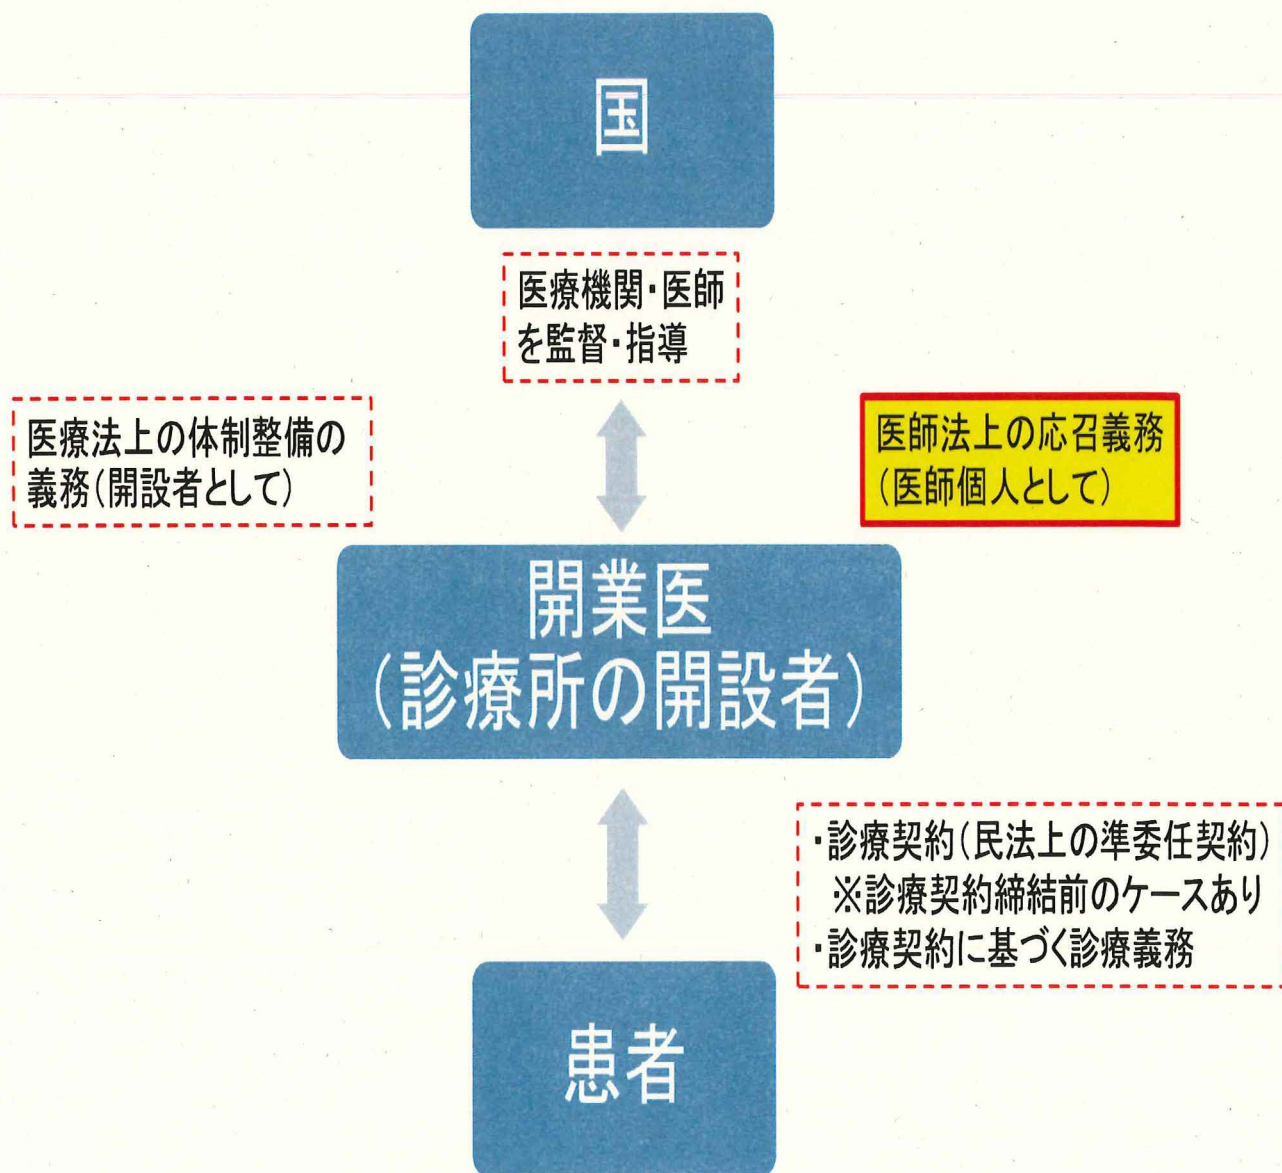 国
医療機関・医師
を監督・指導
医療法上の体制整備の
義務(開設者として)
医師法上の応召義務
(医師個人として)
開業医
(診療所の開設者)
・診療契約(民法上の準委任契約)
※診療契約締結前のケースあり
・診療契約に基づく診療義務
患者